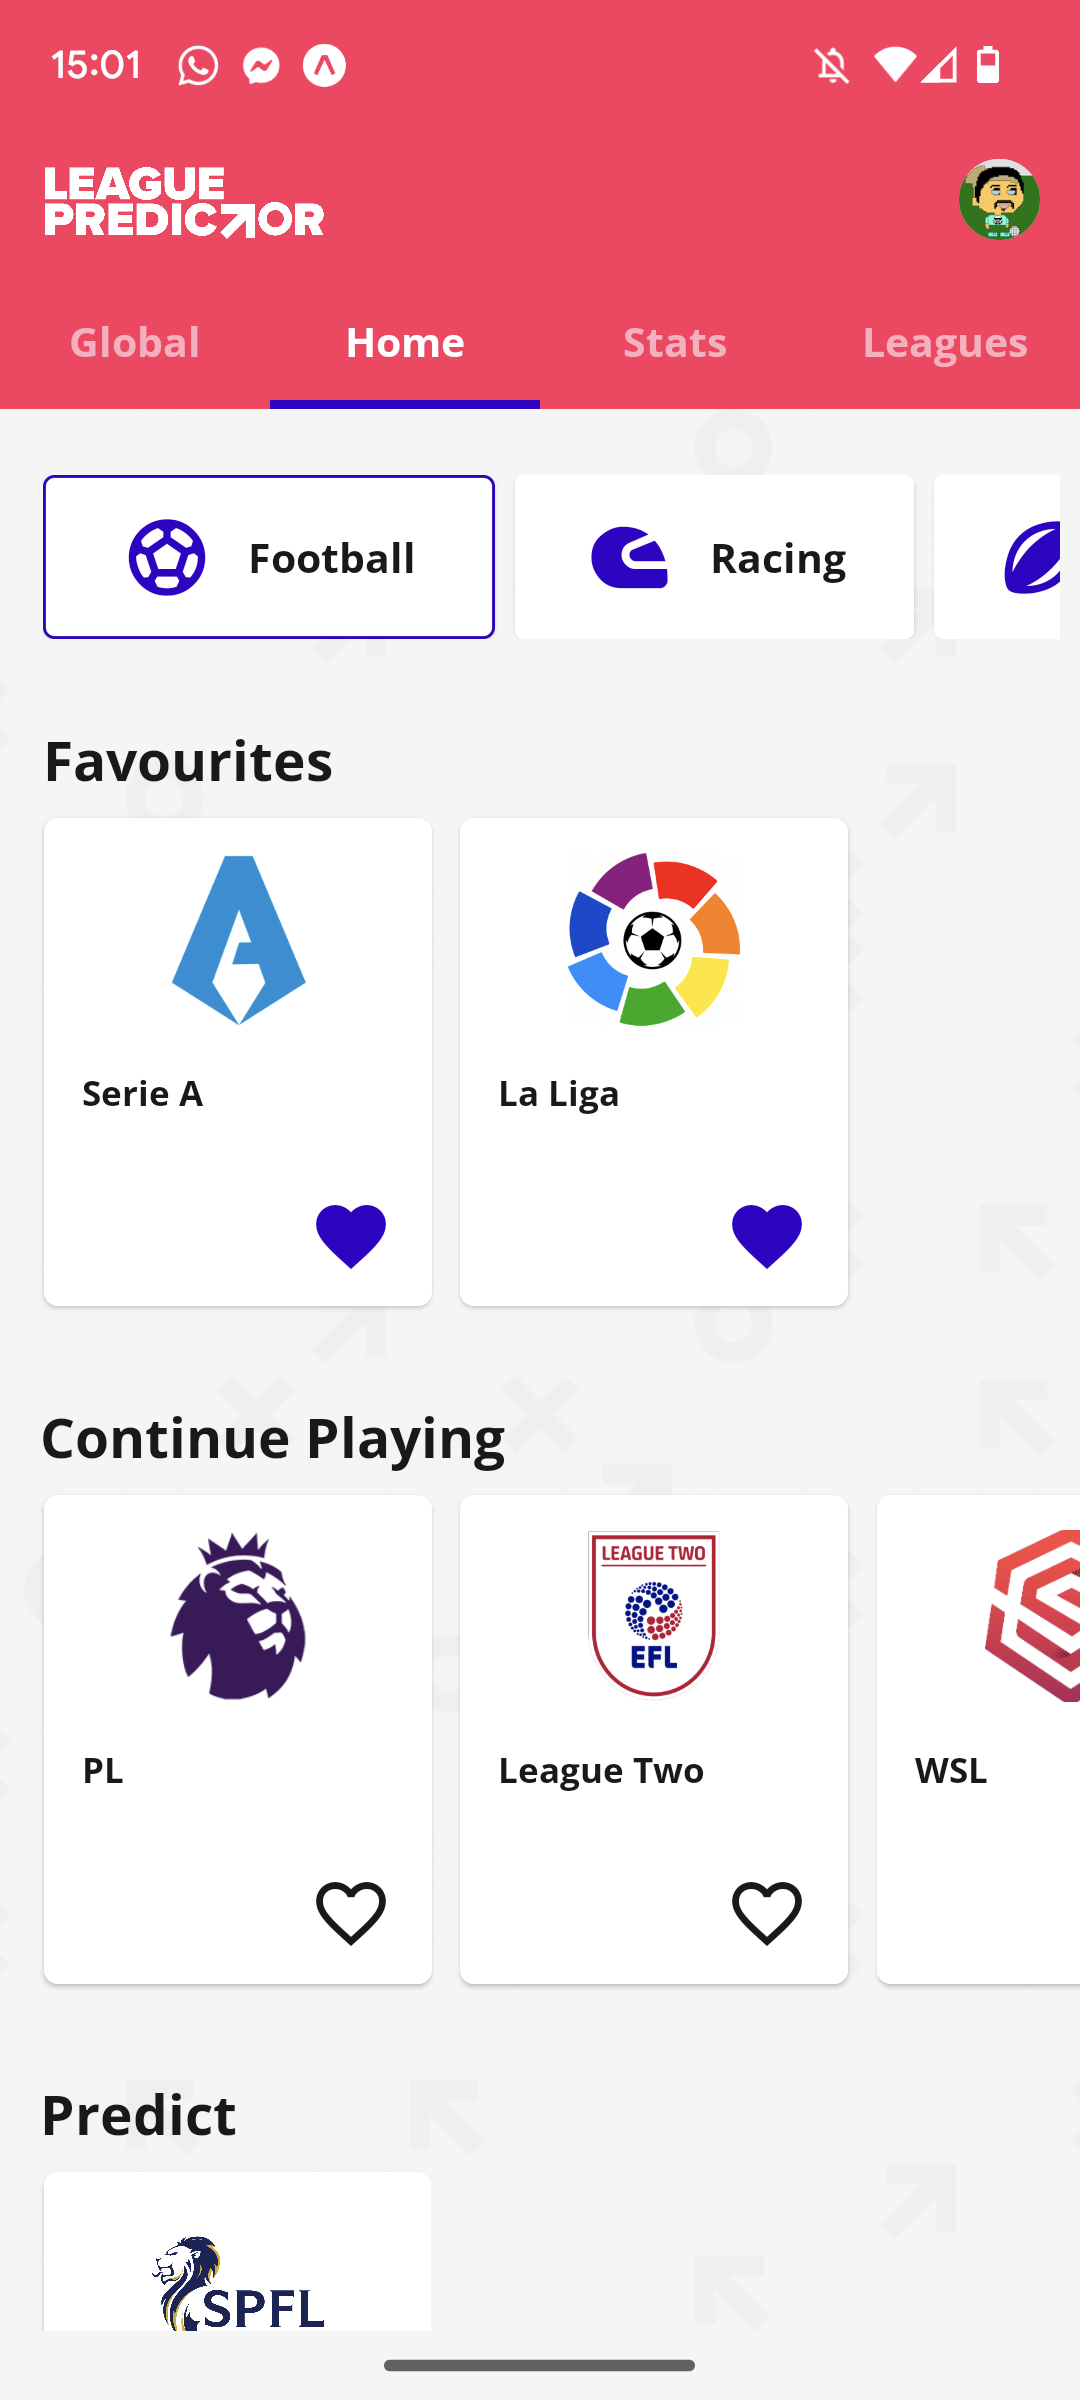 15:01
LEAGUE
PREDICTOR
Global Home Stats Leagues
Football Racing
Favourites
Serie A La Liga
Continue Playing
LEAGUE TWO
EFL
PL League Two WSL
Predict
SPFL